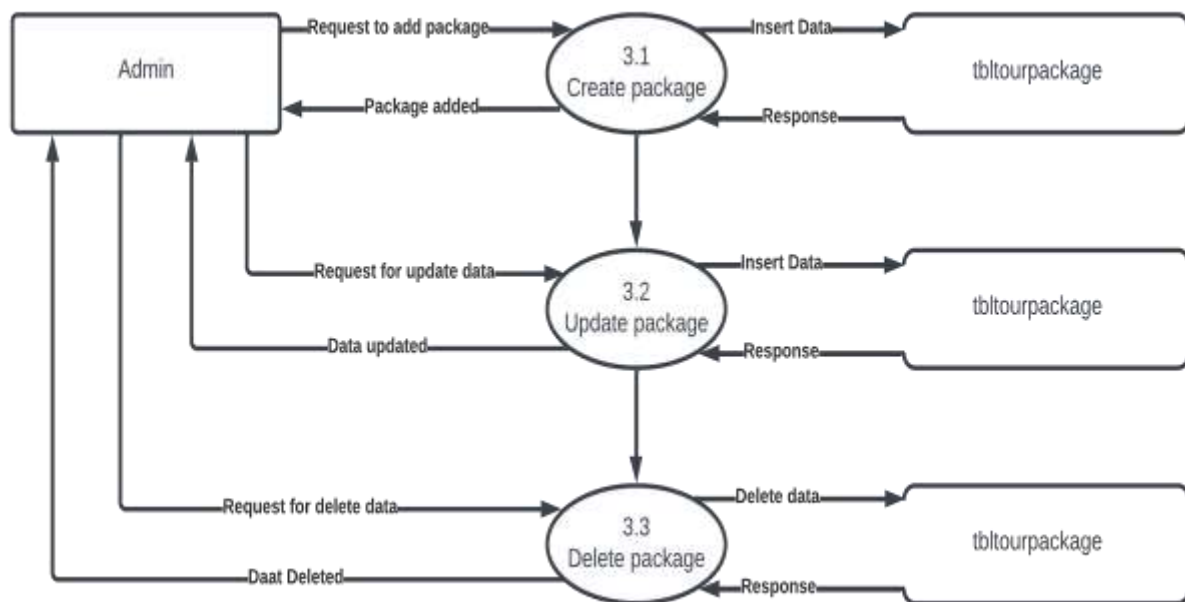 Request to add package
Insert Data
Admin
3.1
Create package
tbltourpackage
Package added
Response
Request for update data
Insert Data
3.2
Update package
tbltourpackage
Data updated
Response
Request for delete data
Delete data
3.3
Delete package
tbltourpackage
Daat Deleted
Response